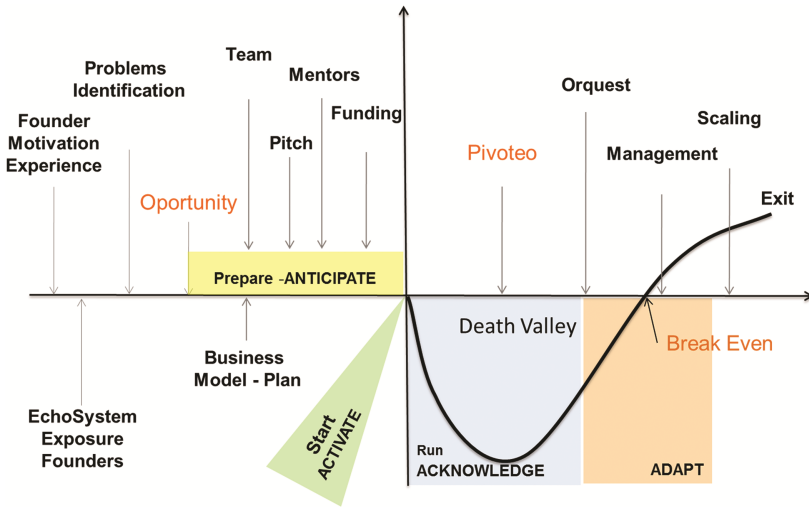 Team
Problems
Identification
Mentors
Orquest
Founder
Motivation
Experience
Funding
Pitch
Scaling
Pivoteo
Management
Oportunity
Exit
Prepare -ANTICIPATE
Death Valley
Break Even
Business
Model - Plan
EchoSystem
Exposure
Founders
Start
ACTIVATE
Run
ACKNOWLEDGE
ADAPT